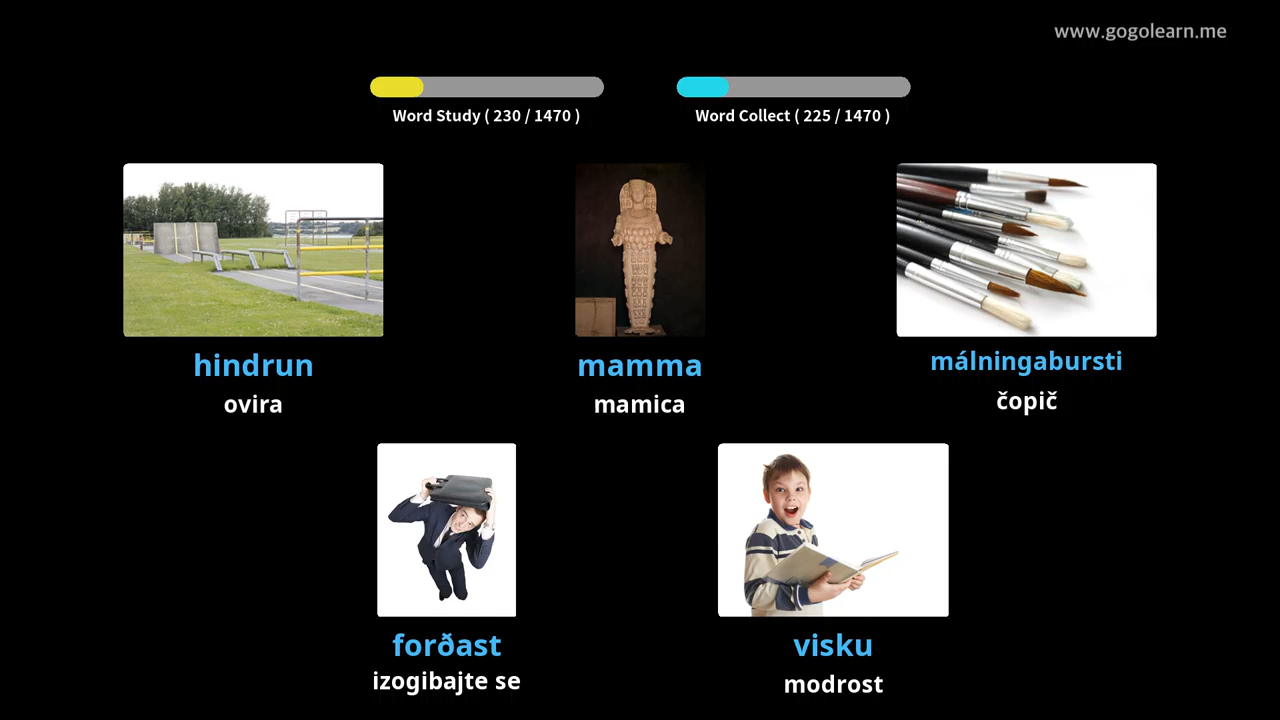 www.gogolearn.me
Word Study ( 230 / 1470 )
Word Collect ( 225 / 1470 )
hindrun
ovira
mamma
mamica
málningabursti
čopič
forðast
izogibajte se
visku
modrost